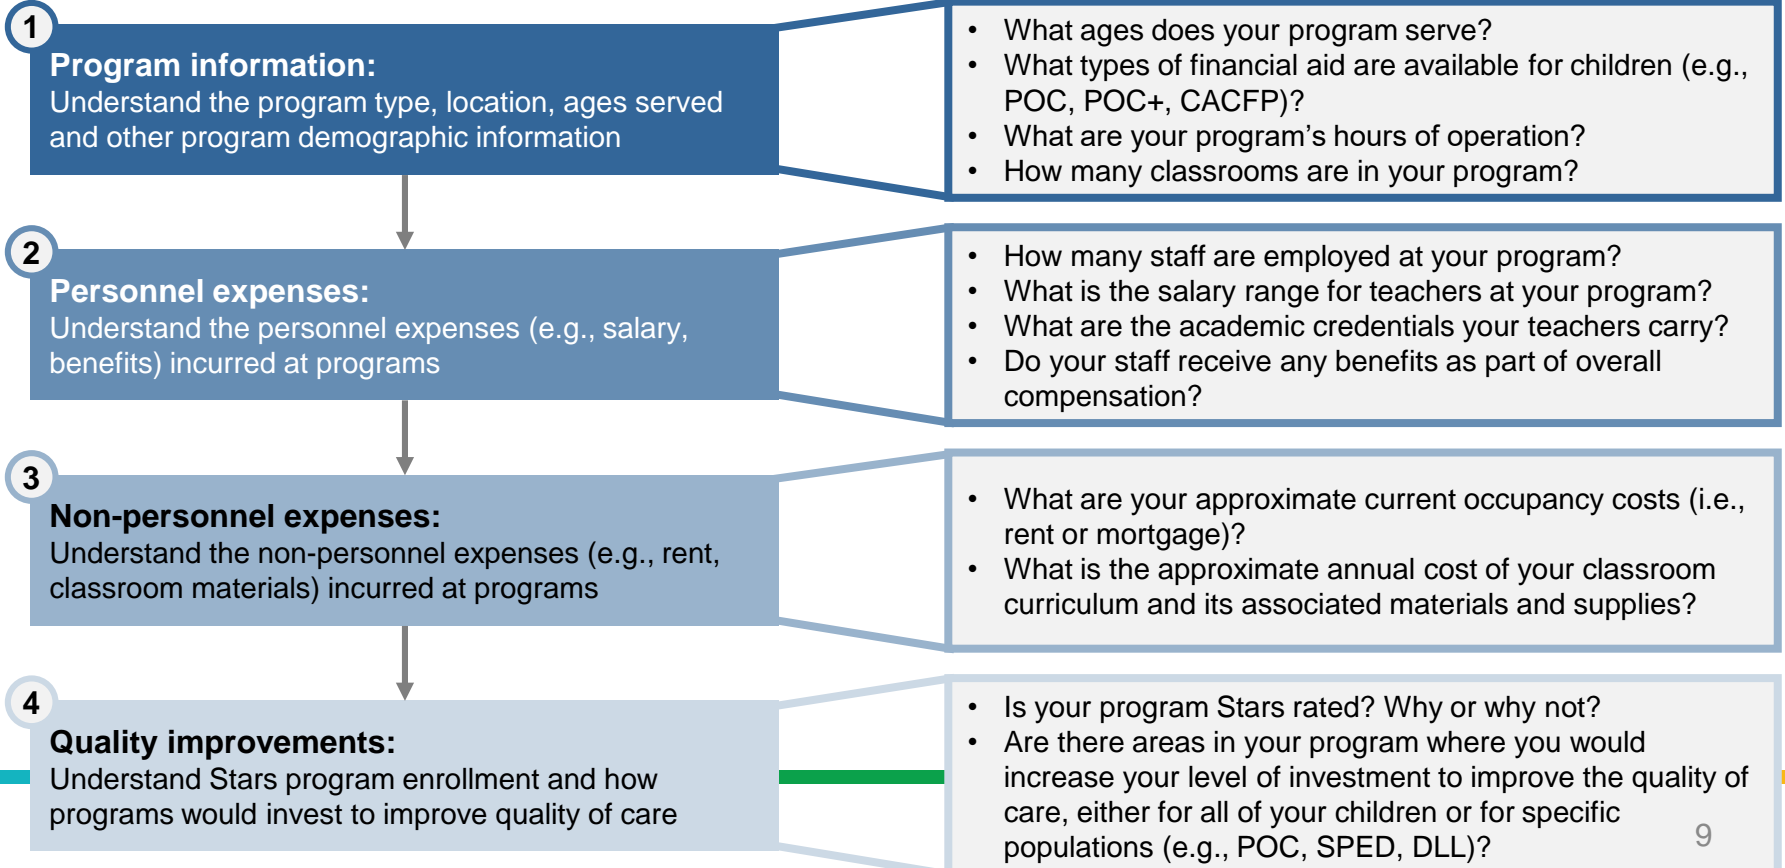 1
Program information:
Understand the program type, location, ages served
and other program demographic information
• What ages does your program serve?
• What types of financial aid are available for children (e.g.,
POC, POC+, CACFP)?
• What are your program's hours of operation?
• How many classrooms are in your program?
2
Personnel expenses:
Understand the personnel expenses (e.g., salary,
benefits) incurred at programs
• How many staff are employed at your program?
• What is the salary range for teachers at your program?
• What are the academic credentials your teachers carry?
• Do your staff receive any benefits as part of overall
compensation?
3
Non-personnel expenses:
Understand the non-personnel expenses (e.g., rent,
classroom materials) incurred at programs
• What are your approximate current occupancy costs (i.e.,
rent or mortgage)?
• What is the approximate annual cost of your classroom
curriculum and its associated materials and supplies?
4
Quality improvements:
Understand Stars program enrollment and how
programs would invest to improve quality of care
• Is your program Stars rated? Why or why not?
• Are there areas in your program where you would
increase your level of investment to improve the quality of
care, either for all of your children or for specific
populations (e.g., POC, SPED, DLL)?
9